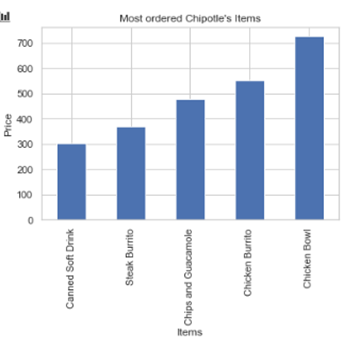 Most ordered Chipotle's Items
Price
700
600
500
400
300
200
100
0
Canned Soft Drink
Steak Burrito
Chips and Guacamole
Chicken Burrito
Chicken Bowl
Items